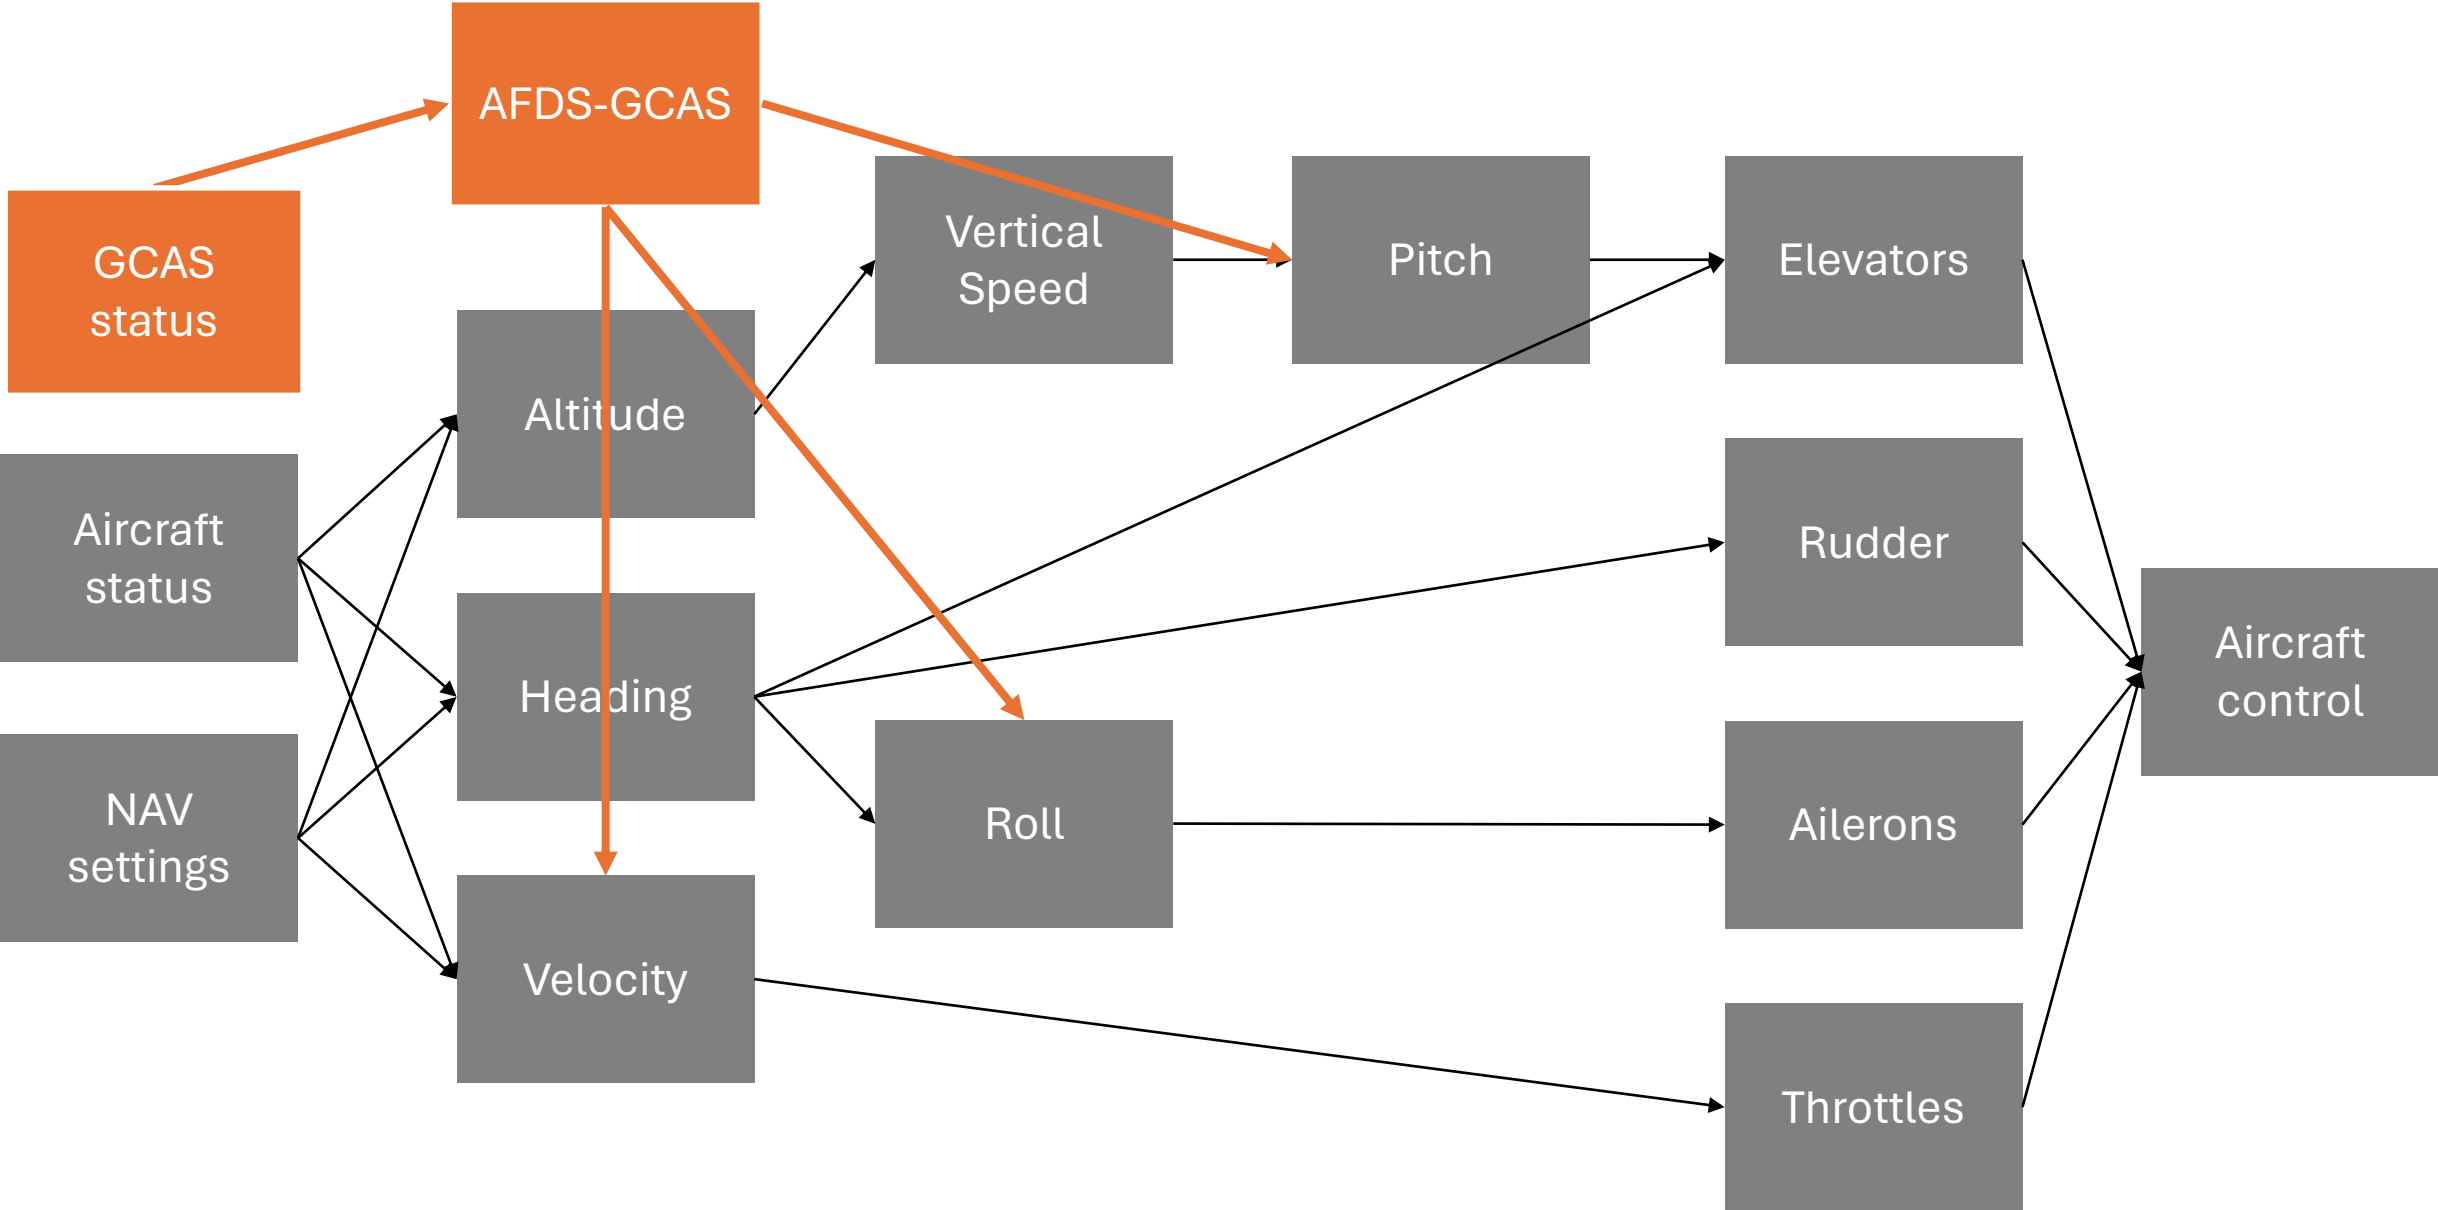 AFDS-GCAS
GCAS
status
Vertical
Speed
Pitch
Elevators
Altitude
Aircraft
status
Rudder
Heading
Aircraft
control
NAV
settings
Roll
Ailerons
Velocity
Throttles